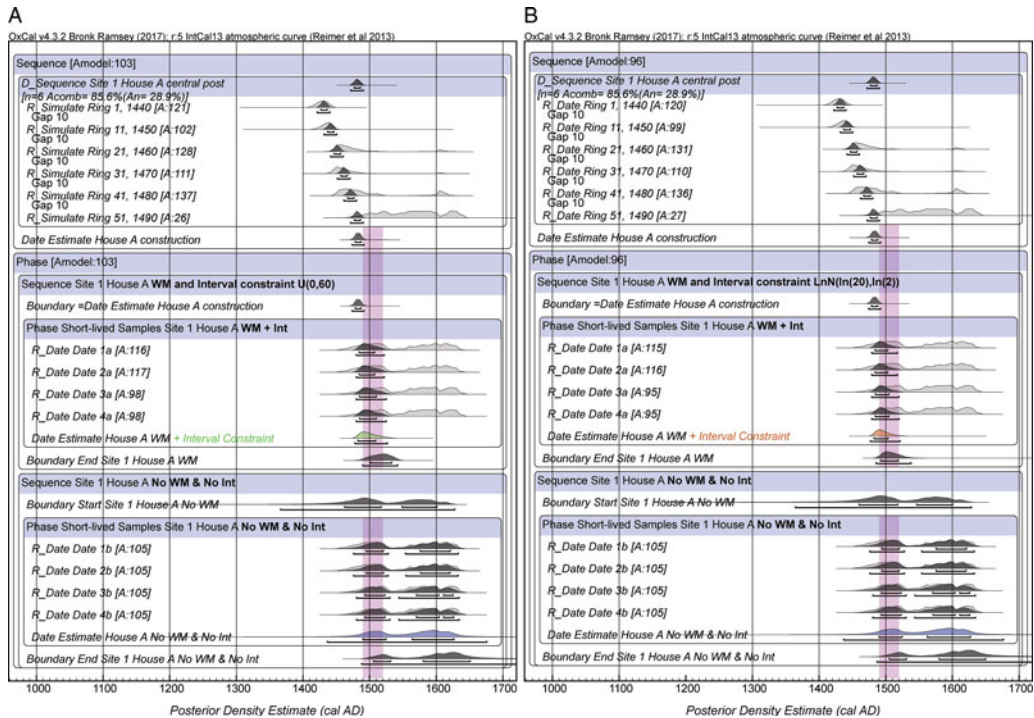 A
OxCal v4.3.2 Bronk Ramsey (2017); r:5 IntCal13 atmospheric curve (Reimer et al 2013)
Sequence [Amodel:103]
D_Sequence Site 1 House A central post
[n=6 Acomb= 85.6%(An= 28.9%)]
R_Simulate Ring 1, 1440 [A:121]
Gap 10
R_Simulate Ring 11, 1450 [A:102]
Gap 10
R_Simulate Ring 21, 1460 [A:128]
Gap 10
R_Simulate Ring 31, 1470 [A:111]
Gap 10
R_Simulate Ring 41, 1480 [A:137]
Gap 10
R_Simulate Ring 51, 1490 [A:26]
Date Estimate House A construction
Phase [Amodel:103]
Sequence Site 1 House A WM and Interval constraint U(0,60)
Boundary =Date Estimate House A construction
Phase Short-lived Samples Site 1 House A WM + Int
R_Date Date 1a [A:116]
R_Date Date 2a [A:117]
R_Date Date 3a [A:98]
R_Date Date 4a [A:98]
Date Estimate House A WM + Interval Constraint
Boundary End Site 1 House A WM
Sequence Site 1 House A No WM & No Int
Boundary Start Site 1 House A No WM
Phase Short-lived Samples Site 1 House A No WM & No Int
R_Date Date 1b [A:105]
R_Date Date 2b [A:105]
R_Date Date 3b [A:105]
R_Date Date 4b [A:105]
Date Estimate House A No WM & No Int
Boundary End Site 1 House A No WM & No Int
1000 1100 1200 1300 1400 1500 1600 1700
Posterior Density Estimate (cal AD)
B
OxCal v4.3.2 Bronk Ramsey (2017); r:5 IntCal13 atmospheric curve (Reimer et al 2013)
Sequence [Amodel:96]
D_Sequence Site 1 House A central post
[n=6 Acomb= 85.6%(An= 28.9%)]
R_Date Ring 1, 1440 [A:120]
Gap 10
R_Date Ring 11, 1450 [A:99]
Gap 10
R_Date Ring 21, 1460 [A:131]
Gap 10
R_Date Ring 31, 1470 [A:110]
Gap 10
R_Date Ring 41, 1480 [A:136]
Gap 10
R_Date Ring 51, 1490 [A:27]
Date Estimate House A construction
Phase [Amodel:96]
Sequence Site 1 House A WM and Interval constraint LnN(ln(20),ln(2))
Boundary =Date Estimate House A construction
Phase Short-lived Samples Site 1 House A WM + Int
R_Date Date 1a [A:115]
R_Date Date 2a [A:116]
R_Date Date 3a [A:95]
R_Date Date 4a [A:95]
Date Estimate House A WM + Interval Constraint
Boundary End Site 1 House A WM
Sequence Site 1 House A No WM & No Int
Boundary Start Site 1 House A No WM
Phase Short-lived Samples Site 1 House A No WM & No Int
R_Date Date 1b [A:105]
R_Date Date 2b [A:105]
R_Date Date 3b [A:105]
R_Date Date 4b [A:105]
Date Estimate House A No WM & No Int
Boundary End Site 1 House A No WM & No Int
1000 1100 1200 1300 1400 1500 1600 1700
Posterior Density Estimate (cal AD)